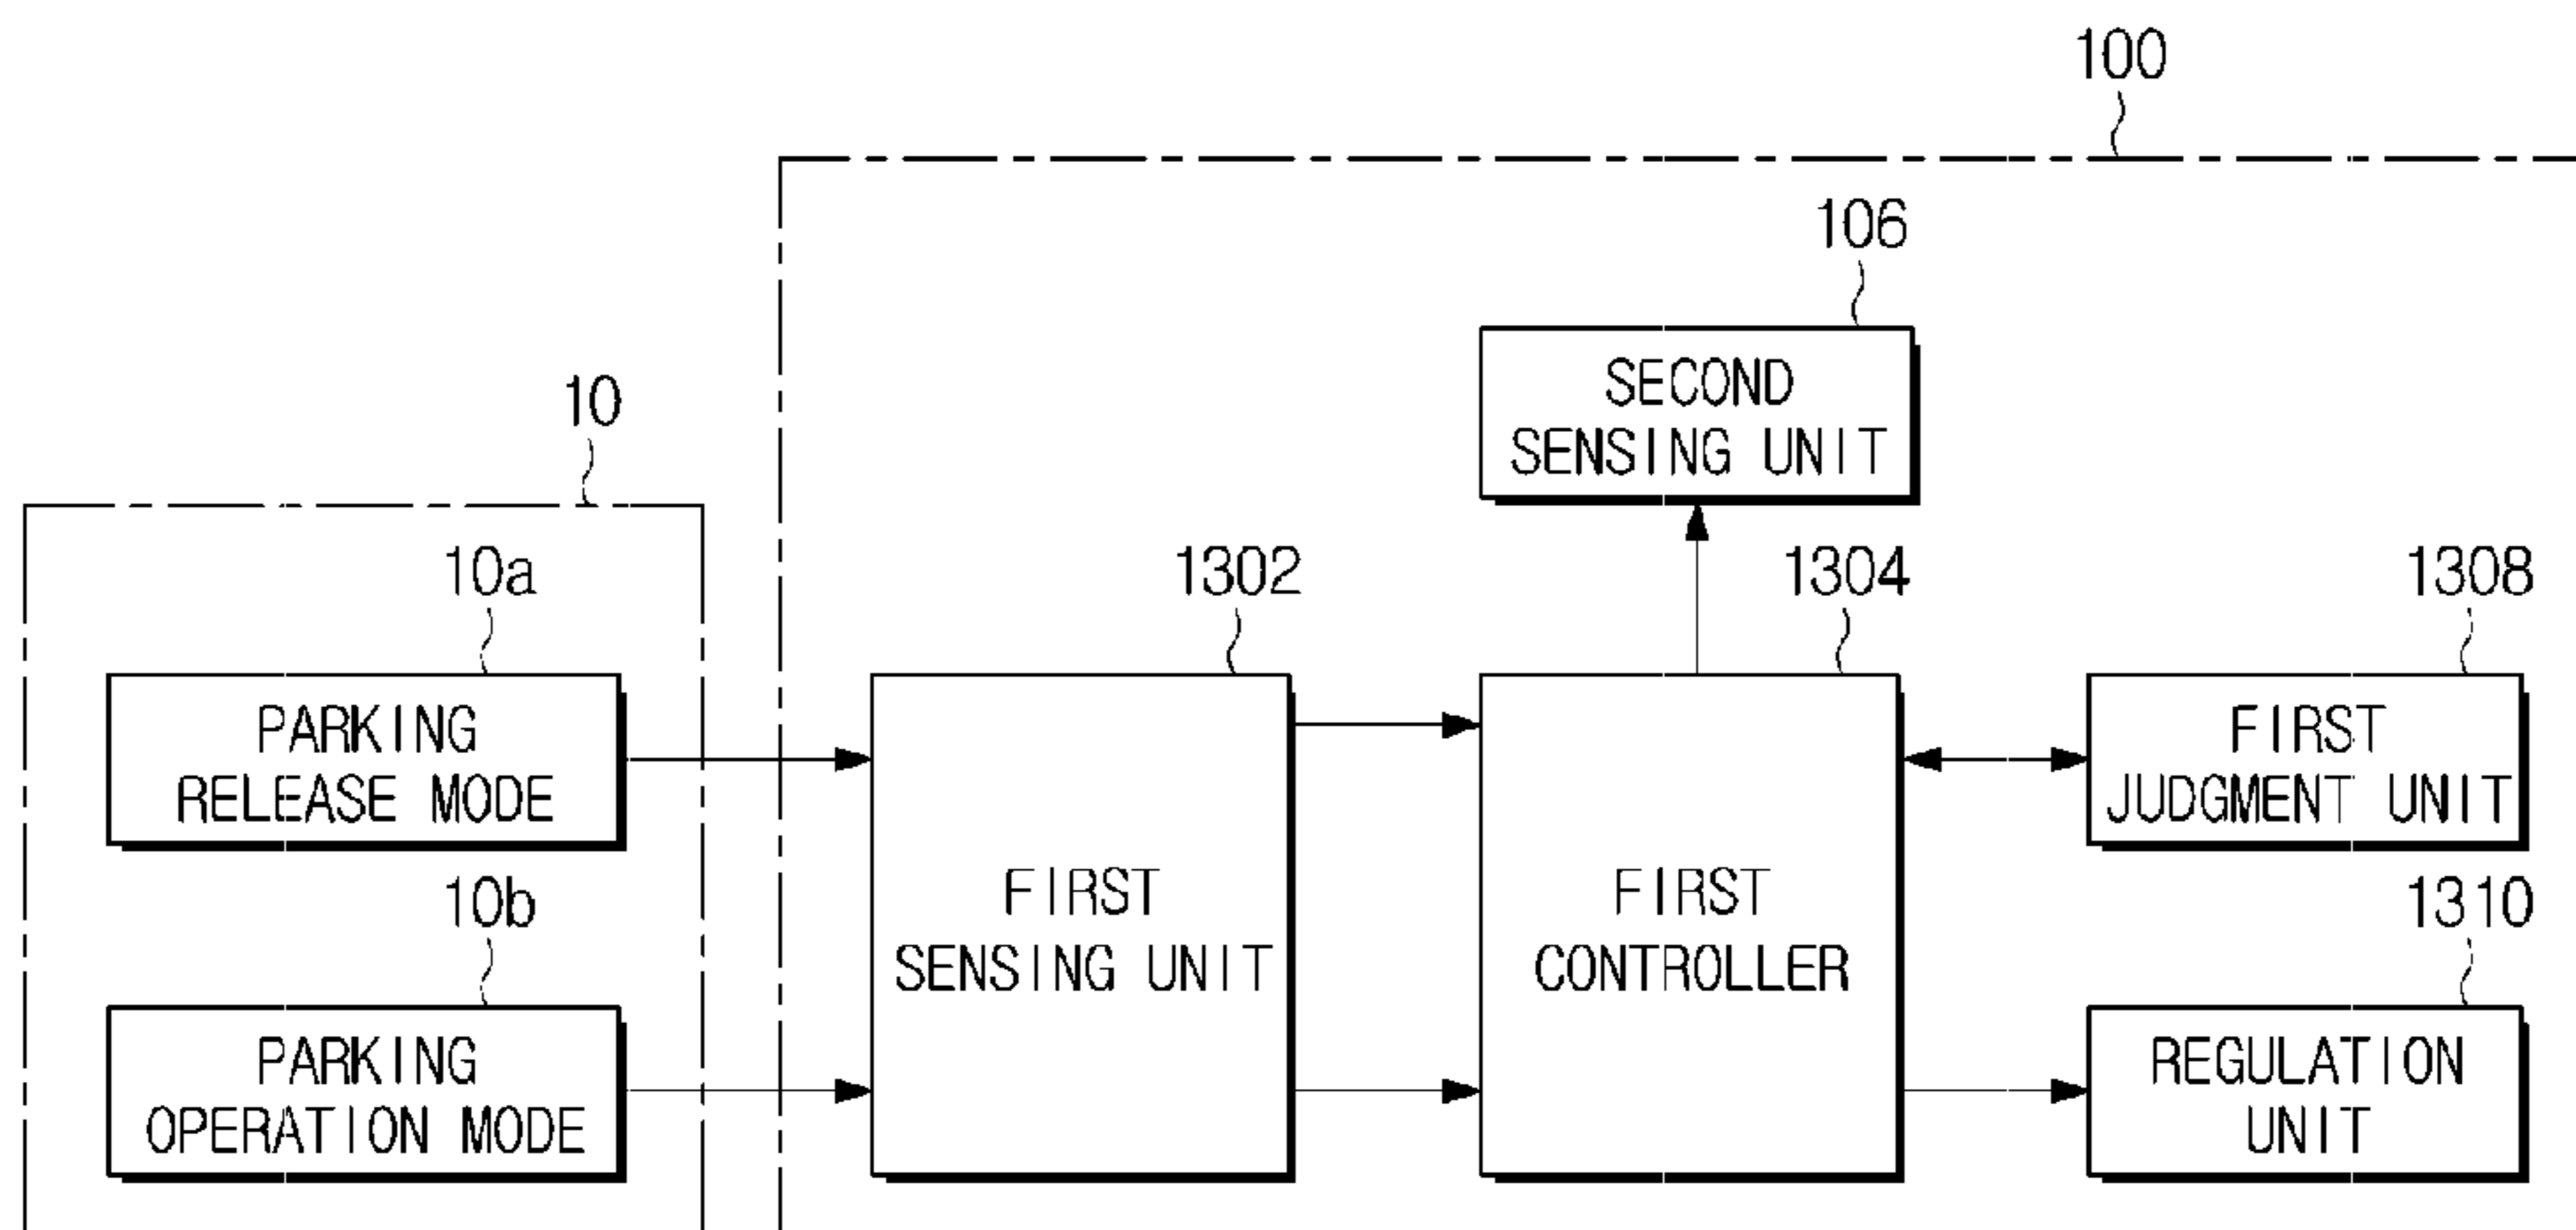 100
106
SECOND
SENSING UNIT
10
10a
1302
1304
1308
PARKING
RELEASE MODE
FIRST
JUDGMENT UNIT
FIRST
SENSING UNIT
FIRST
CONTROLLER
10b
1310
PARKING
OPERATION MODE
REGULATION
UNIT